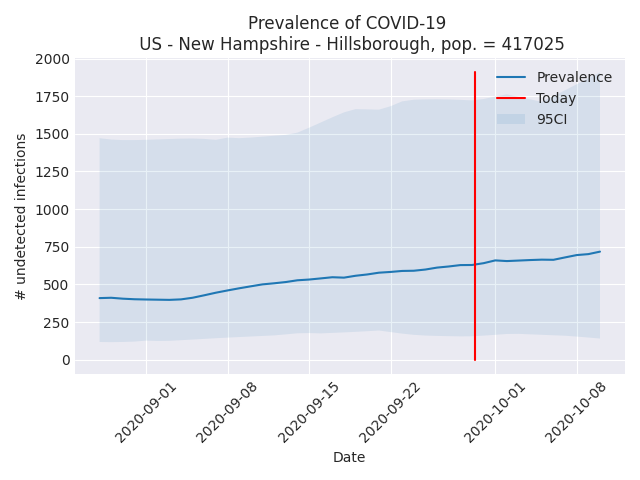 Prevalence of COVID-19
US - New Hampshire - Hillsborough, pop. = 417025
# undetected infections
2000
1750
1500
1250
1000
750
500
250
0
Prevalence
Today
95CI
2020-09-01
2020-09-08
2020-09-15
2020-09-22
2020-10-01
2020-10-08
Date